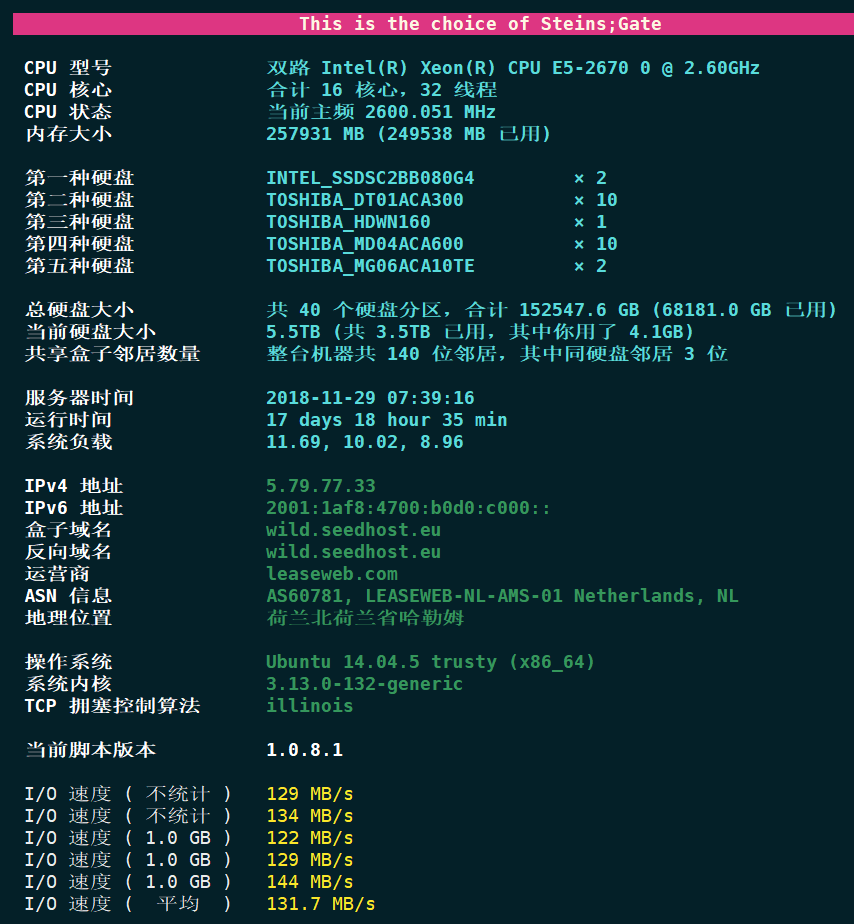 This is the choice of Steins;Gate
CPU 型号 双路 Intel(R) Xeon(R) CPU E5-2670 0 @ 2.60GHz
CPU 核心 合计 16 核心，32 线程
CPU 状态 当前主频 2600.051 MHz
内存大小 257931 MB (249538 MB 已用)
第一种硬盘 INTEL_SSDSC2BB080G4 × 2
第二种硬盘 TOSHIBA_DT01ACA300 × 10
第三种硬盘 TOSHIBA_HDWN160 × 1
第四种硬盘 TOSHIBA_MD04ACA600 × 10
第五种硬盘 TOSHIBA_MG06ACA10TE × 2
总硬盘大小 共 40 个硬盘分区，合计 152547.6 GB (68181.0 GB 已用)
当前硬盘大小 5.5TB (共 3.5TB 已用，其中你用了 4.1GB)
共享盒子邻居数量 整台机器共 140 位邻居，其中同硬盘邻居 3 位
服务器时间 2018-11-29 07:39:16
运行时间 17 days 18 hour 35 min
系统负载 11.69, 10.02, 8.96
IPv4 地址 5.79.77.33
IPv6 地址 2001:1af8:4700:b0d0:c000::
盒子域名 wild.seedhost.eu
反向域名 wild.seedhost.eu
运营商 leaseweb.com
ASN 信息 AS60781, LEASEWEB-NL-AMS-01 Netherlands, NL
地理位置 荷兰北荷兰省哈勒姆
操作系统 Ubuntu 14.04.5 trusty (x86_64)
系统内核 3.13.0-132-generic
TCP 拥塞控制算法 illinois
当前脚本版本 1.0.8.1
I/O 速度 ( 不统计 ) 129 MB/s
I/O 速度 ( 不统计 ) 134 MB/s
I/O 速度 ( 1.0 GB ) 122 MB/s
I/O 速度 ( 1.0 GB ) 129 MB/s
I/O 速度 ( 1.0 GB ) 144 MB/s
I/O 速度 ( 平均 ) 131.7 MB/s